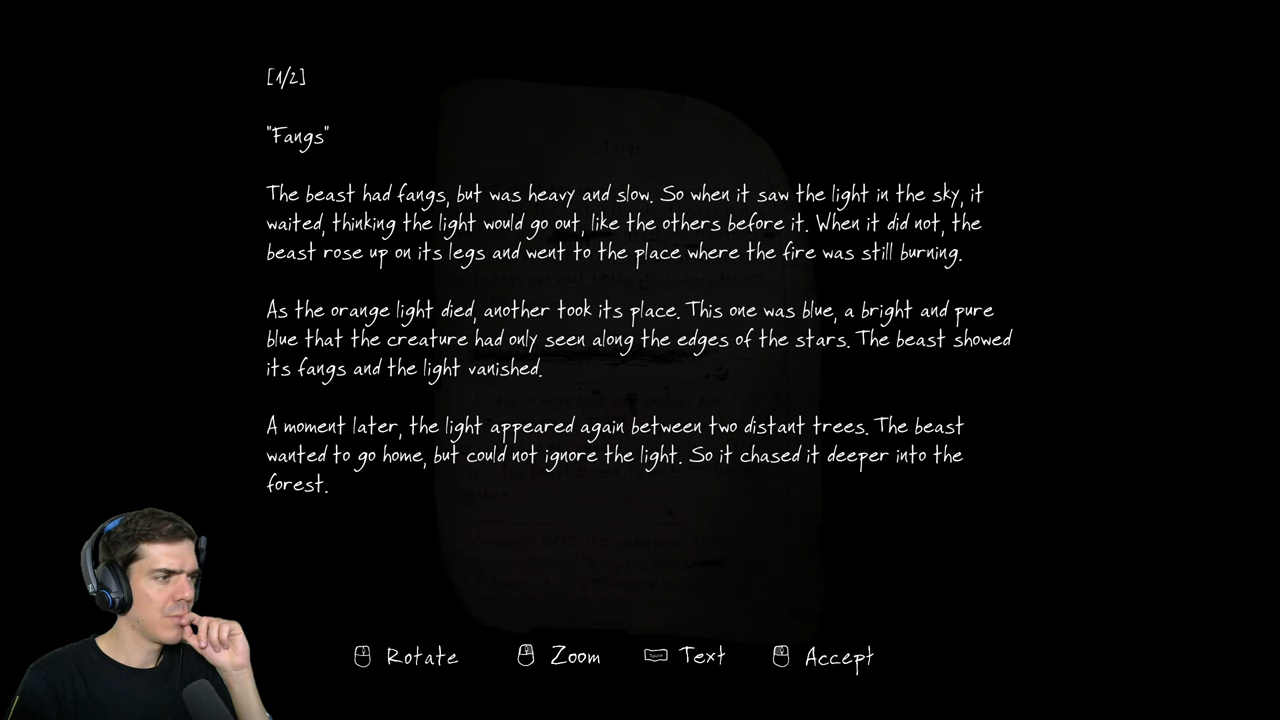 [1/2]
"Fangs"
The beast had fangs, but was heavy and slow. So when it saw the light in the sky, it
waited, thinking the light would go out, like the others before it. When it did not, the
beast rose up on its legs and went to the place where the fire was still burning.
As the orange light died, another took its place. This one was blue, a bright and pure
blue that the creature had only seen along the edges of the stars. The beast showed
its fangs and the light vanished.
A moment later, the light appeared again between two distant trees. The beast
wanted to go home, but could not ignore the light. So it chased it deeper into the
forest.
Rotate Zoom Text Accept